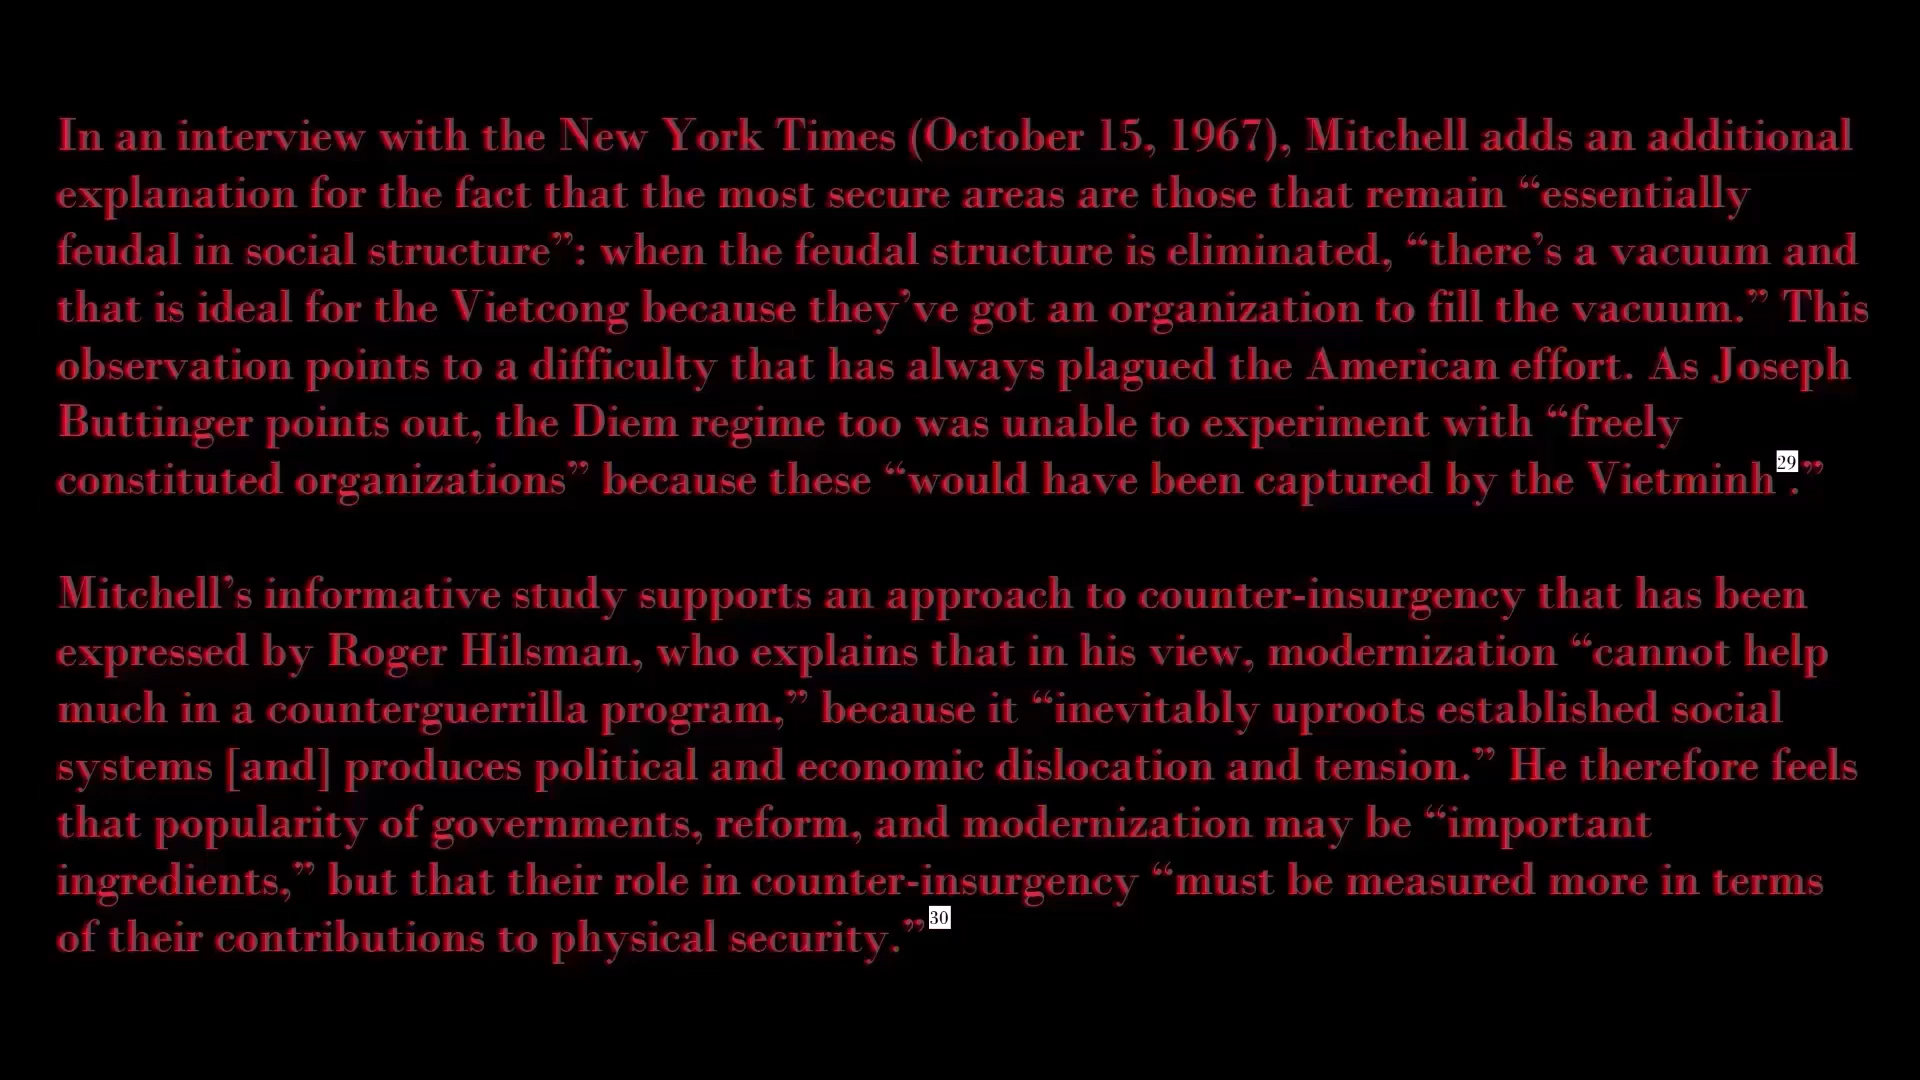 In an interview with the New York Times (October 15, 1967), Mitchell adds an additional
explanation for the fact that the most secure areas are those that remain “essentially
feudal in social structure”: when the feudal structure is eliminated, “there’s a vacuum and
that is ideal for the Vietcong because they’ve got an organization to fill the vacuum.” This
observation points to a difficulty that has always plagued the American effort. As Joseph
Buttinger points out, the Diem regime too was unable to experiment with “freely
constituted organizations” because these “would have been captured by the Vietminh29.”
Mitchell’s informative study supports an approach to counter-insurgency that has been
expressed by Roger Hilsman, who explains that in his view, modernization “cannot help
much in a counterguerrilla program,” because it “inevitably uproots established social
systems [and] produces political and economic dislocation and tension.” He therefore feels
that popularity of governments, reform, and modernization may be “important
ingredients,” but that their role in counter-insurgency “must be measured more in terms
of their contributions to physical security.”30